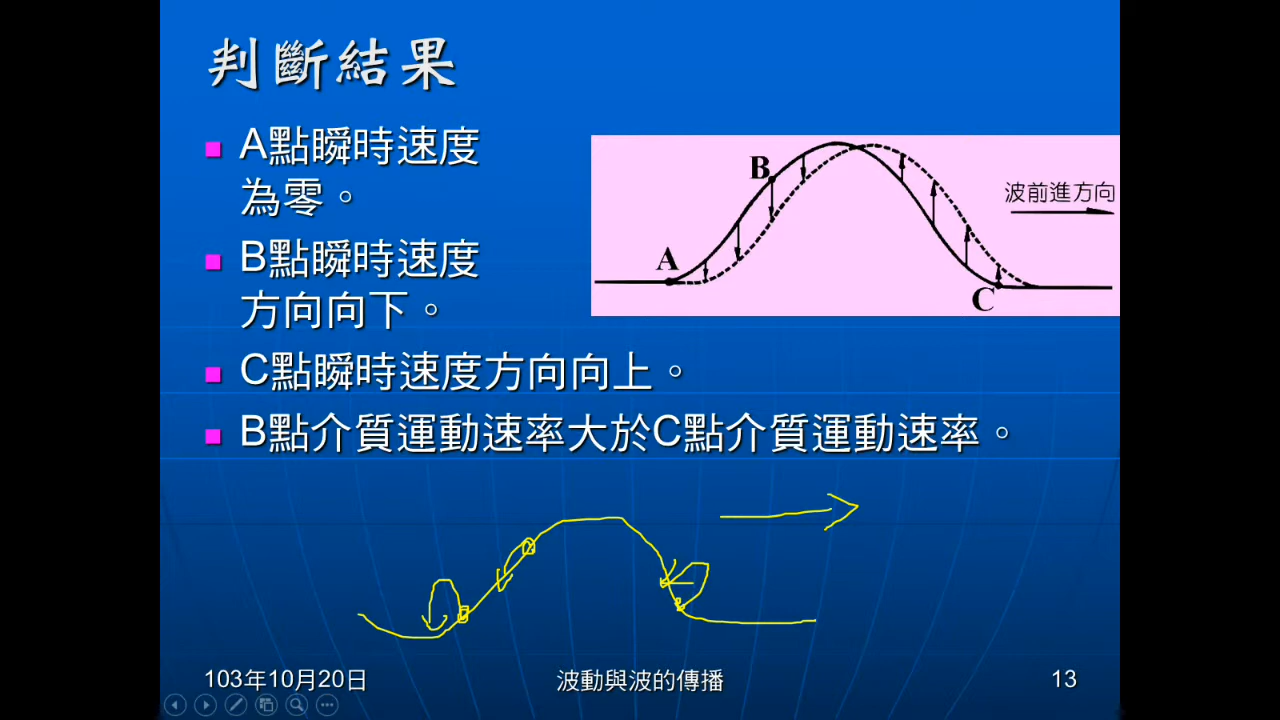 判斷結果
A點瞬時速度
為零。
B點瞬時速度
方向向下。
C點瞬時速度方向向上。
B點介質運動速率大於C點介質運動速率。
B
波前進方向
A
C
103年10月20日
波動與波的傳播
13